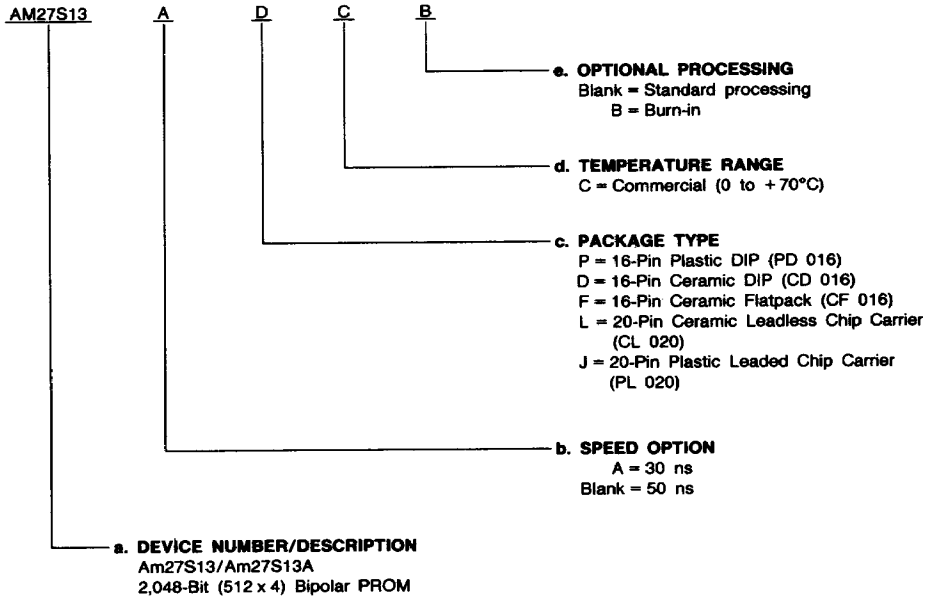 AM27S13 A D C B
e. OPTIONAL PROCESSING
Blank = Standard processing
B = Burn-in
d. TEMPERATURE RANGE
C = Commercial (0 to +70°C)
c. PACKAGE TYPE
P = 16-Pin Plastic DIP (PD 016)
D = 16-Pin Ceramic DIP (CD 016)
F = 16-Pin Ceramic Flatpack (CF 016)
L = 20-Pin Ceramic Leadless Chip Carrier
(CL 020)
J = 20-Pin Plastic Leaded Chip Carrier
(PL 020)
b. SPEED OPTION
A = 30 ns
Blank = 50 ns
a. DEVICE NUMBER/DESCRIPTION
Am27S13/Am27S13A
2,048-Bit (512 x 4) Bipolar PROM